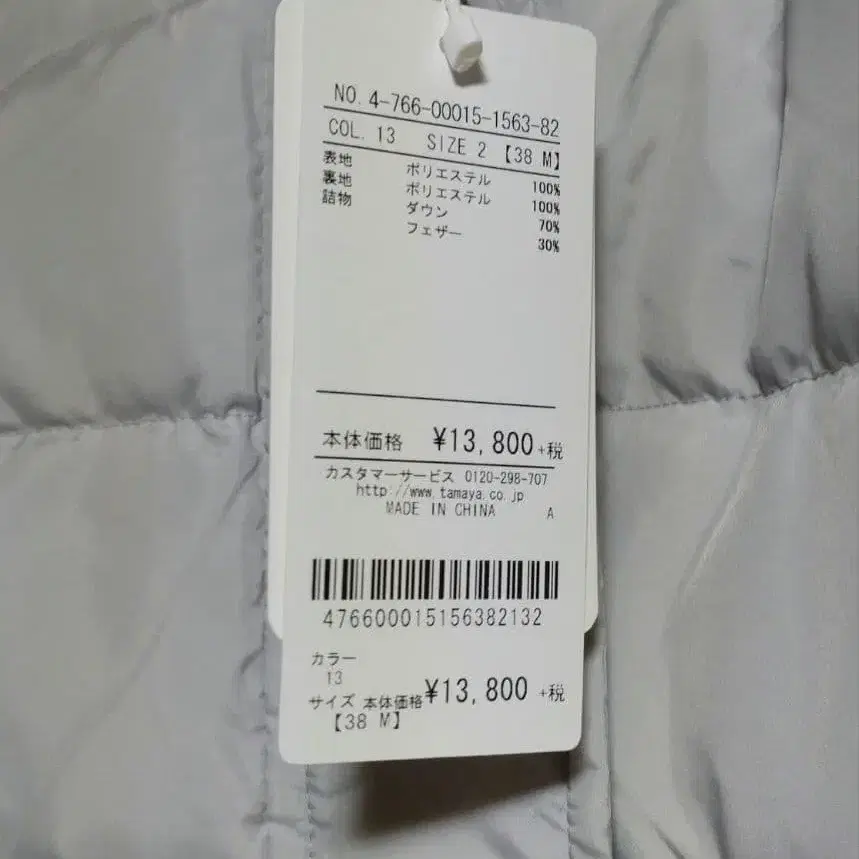 NO. 4-766-00015-1563-82
COL. 13 SIZE 2 【38 M】
表地 ポリエステル 100%
裏地 ポリエステル 100%
詰物 ダウン 70%
フェザー 30%
本体価格 ¥13,800+税
カスタマーサービス 0120-298-707
http://www.tamaya.co.jp
MADE IN CHINA A
476600015156382132
カラー
13
サイズ 本体価格 ¥13,800 +税
【38 M】